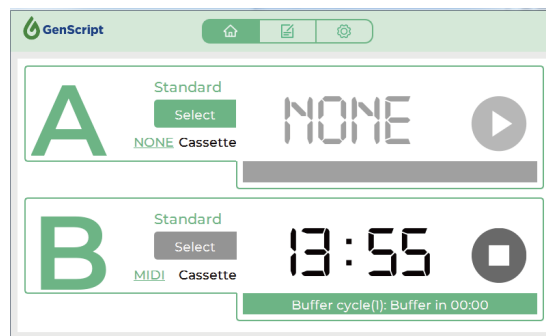 GenScript
A
Standard
Select
NONE Cassette
NONE
B
Standard
Select
MIDI Cassette
13:55
Buffer cycle(1): Buffer in 00:00